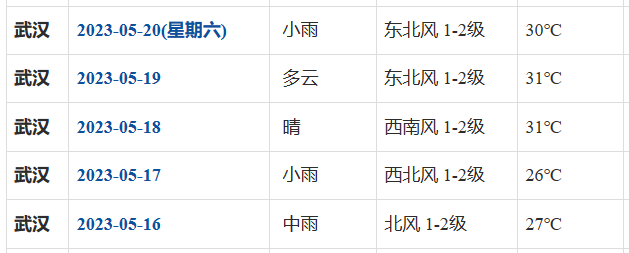 武汉 2023-05-20(星期六) 小雨 东北风 1-2级 30℃
武汉 2023-05-19 多云 东北风 1-2级 31℃
武汉 2023-05-18 晴 西南风 1-2级 31℃
武汉 2023-05-17 小雨 西北风 1-2级 26℃
武汉 2023-05-16 中雨 北风 1-2级 27℃